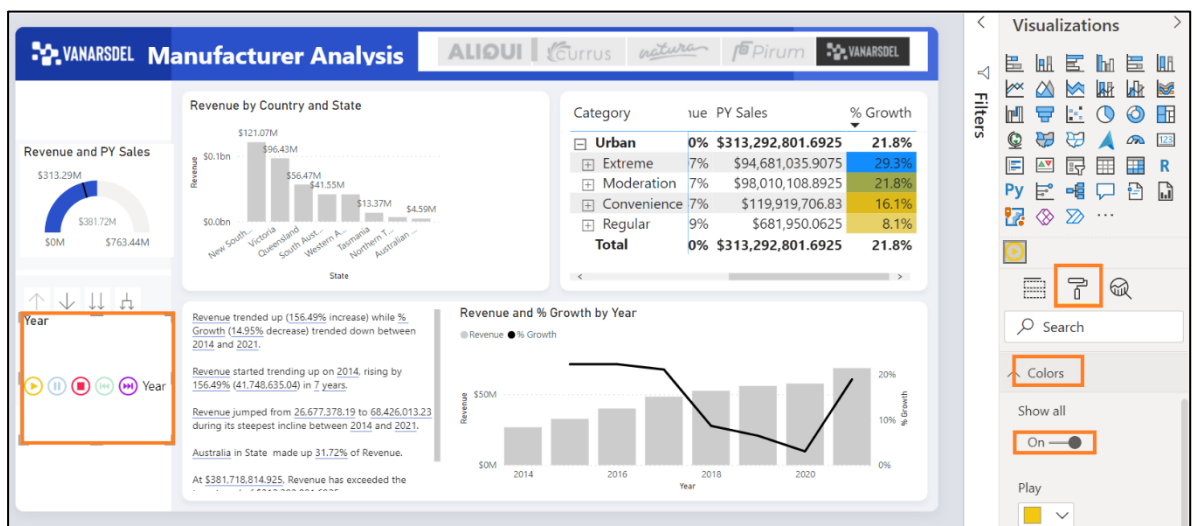 VANARSDEL Manufacturer Analysis
ALIQUI Currus natura Pirum VANARSDEL
Revenue and PY Sales
$313.29M
$381.72M
$0M $763.44M
Revenue by Country and State
Revenue
$0.1bn
$0.0bn
$121.07M
$96.43M
$56.47M
$41.55M
$13.37M
$4.59M
New South...
Victoria
Queensland
South Aust...
Western A...
Tasmania
Northern T...
Australian ...
State
Category nue PY Sales % Growth
Urban 0% $313,292,801.6925 21.8%
Extreme 7% $94,681,035.9075 29.3%
Moderation 7% $98,010,108.8925 21.8%
Convenience 7% $119,919,706.83 16.1%
Regular 9% $681,950.0625 8.1%
Total 0% $313,292,801.6925 21.8%
Year
Year
Revenue trended up (156.49% increase) while %
Growth (14.95% decrease) trended down between
2014 and 2021.
Revenue started trending up on 2014, rising by
156.49% (41.748,635.04) in 7 years.
Revenue jumped from 26.677,378.19 to 68.426,013.23
during its steepest incline between 2014 and 2021.
Australia in State made up 31.72% of Revenue.
At $381,718,814.925, Revenue has exceeded the
Revenue and % Growth by Year
Revenue % Growth
Revenue
$50M
$0M
2014 2016 2018 2020
Year
20%
10%
0%
% Growth
Filters
Visualizations
123
R
Py
Search
Colors
Show all
On
Play